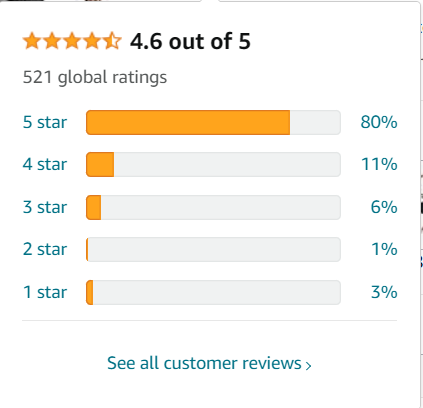 4.6 out of 5
521 global ratings
5 star 80%
4 star 11%
3 star 6%
2 star 1%
1 star 3%
See all customer reviews ›